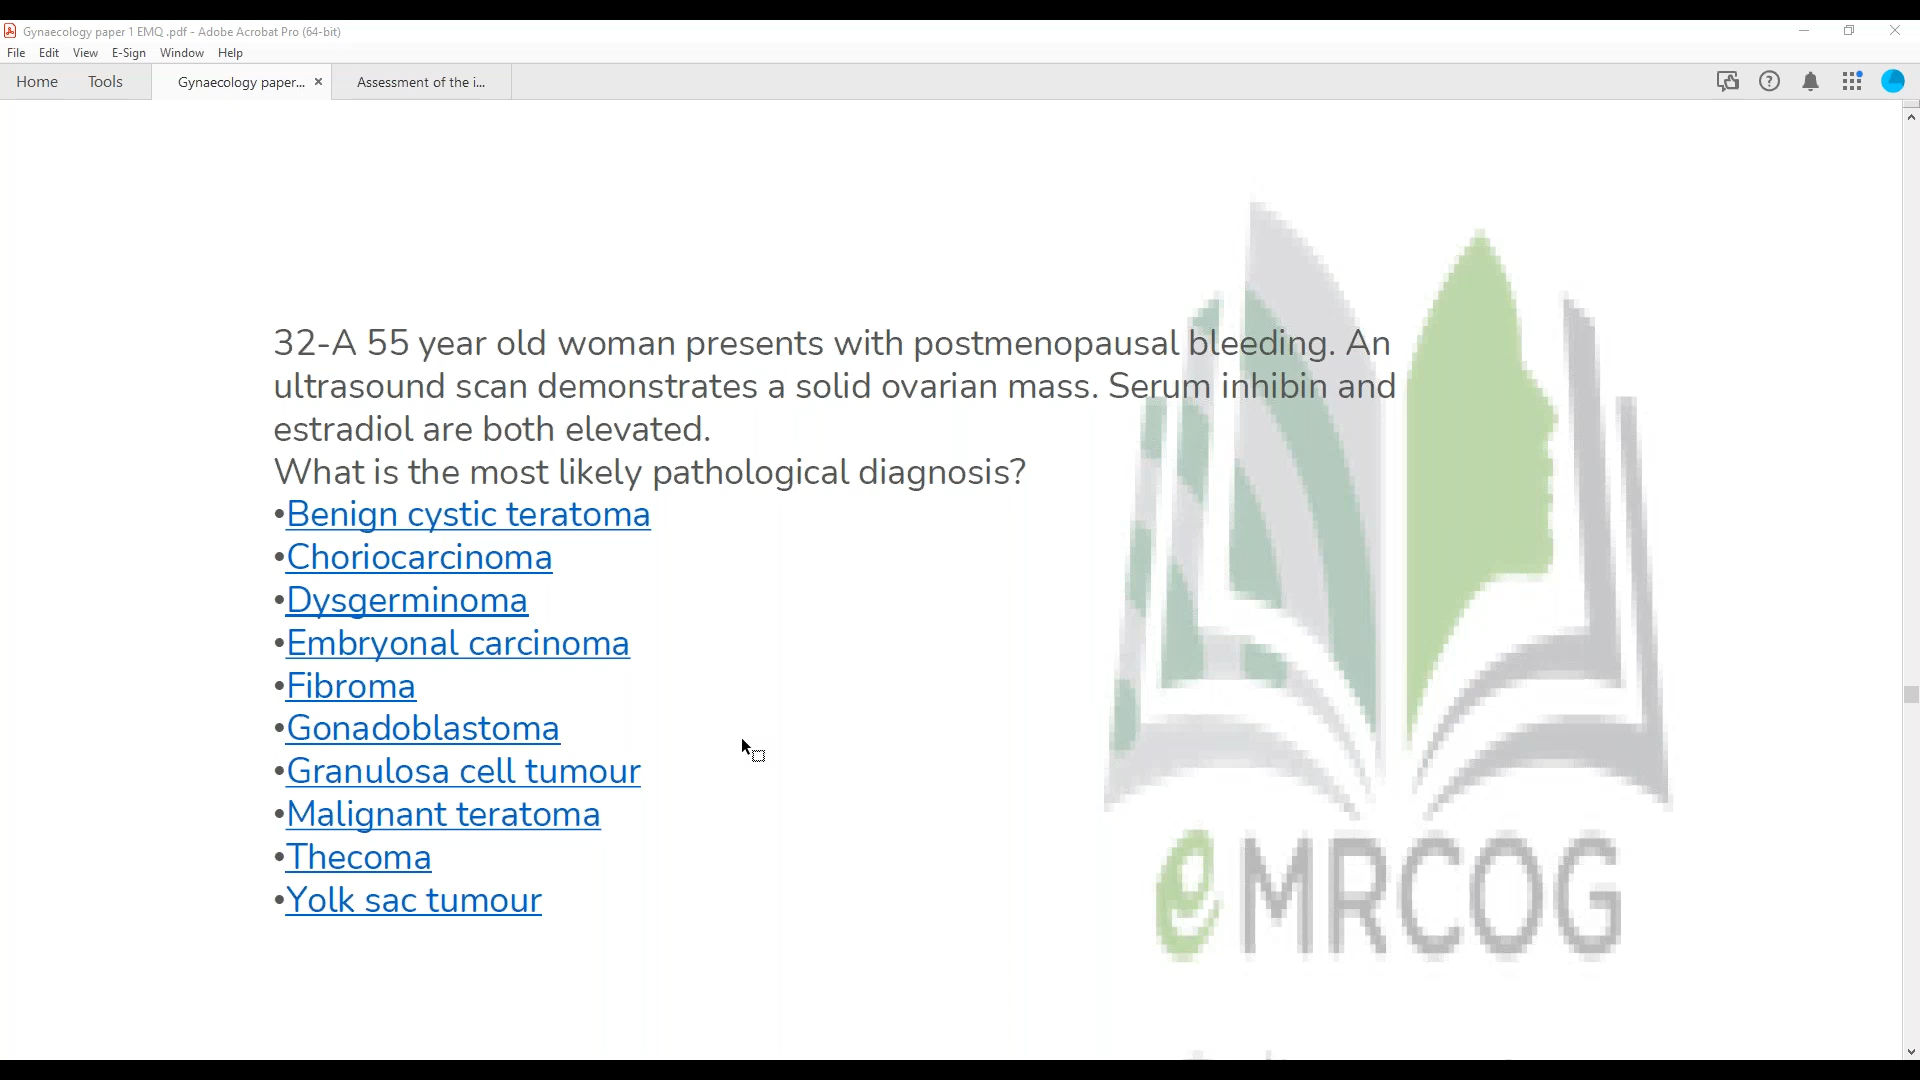 Gynaecology paper 1 EMQ .pdf - Adobe Acrobat Pro (64-bit)
File Edit View E-Sign Window Help
Home Tools Gynaecology paper... × Assessment of the i...
32-A 55 year old woman presents with postmenopausal bleeding. An
ultrasound scan demonstrates a solid ovarian mass. Serum inhibin and
estradiol are both elevated.
What is the most likely pathological diagnosis?
•Benign cystic teratoma
•Choriocarcinoma
•Dysgerminoma
•Embryonal carcinoma
•Fibroma
•Gonadoblastoma
•Granulosa cell tumour
•Malignant teratoma
•Thecoma
•Yolk sac tumour
eMRCOG